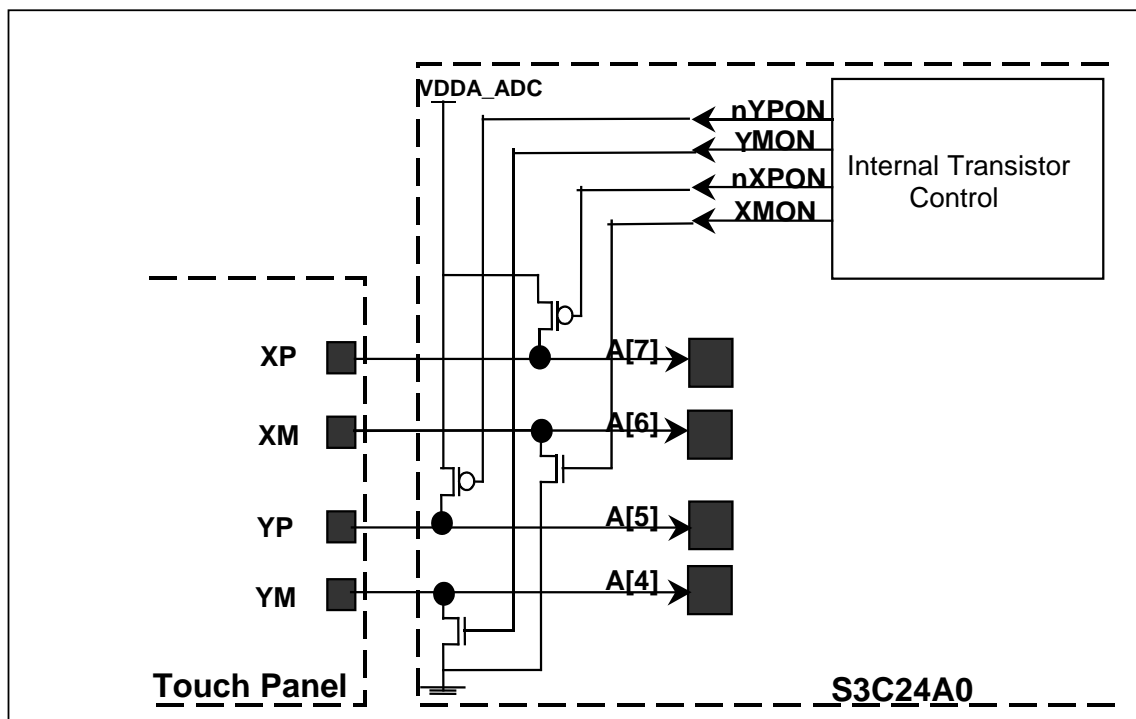 VDDA_ADC
nYPON
YMON
nXPON
XMON
Internal Transistor
Control
XP
A[7]
XM
A[6]
YP
A[5]
YM
A[4]
Touch Panel
S3C24A0